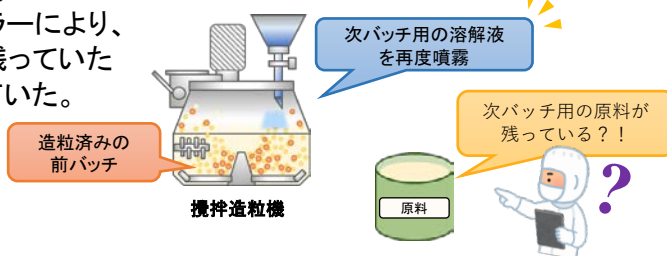 ラーにより、
残っていた
いた。
次バッチ用の溶解液
を再度噴霧
次バッチ用の原料が
残っている？！
造粒済みの
前バッチ
攪拌造粒機
原料
?